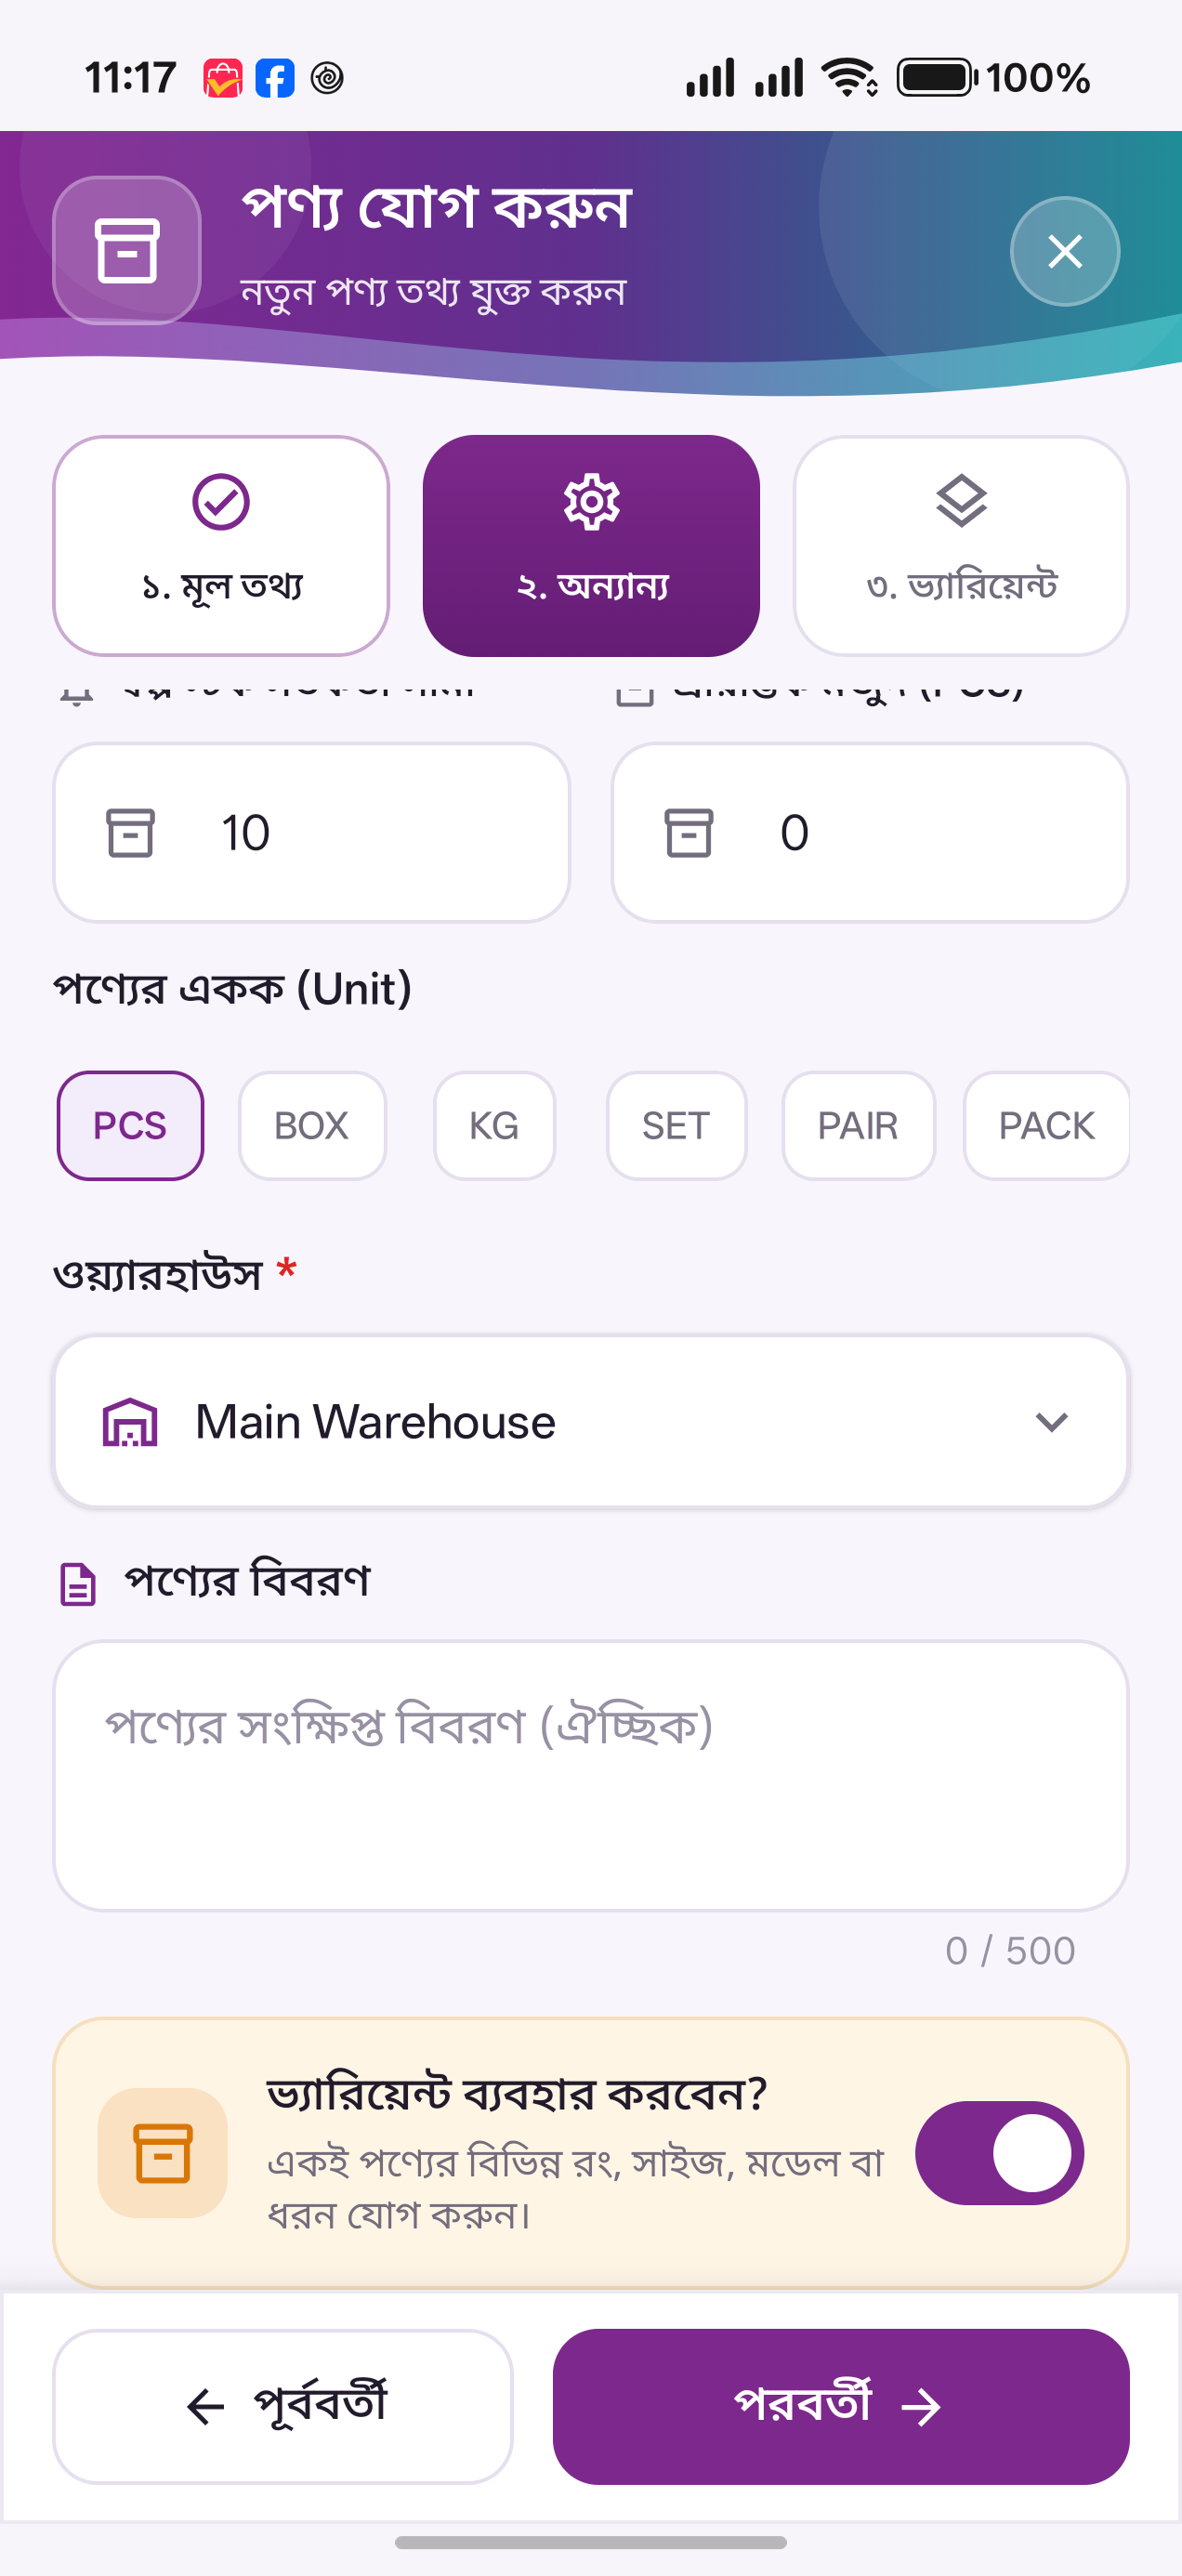 11:17
100%
পণ্য যোগ করুন
নতুন পণ্য তথ্য যুক্ত করুন
১. মূল তথ্য
২. অন্যান্য
৩. ভ্যারিয়েন্ট
10
0
পণ্যের একক (Unit)
PCS
BOX
KG
SET
PAIR
PACK
ওয়্যারহাউস *
Main Warehouse
পণ্যের বিবরণ
পণ্যের সংক্ষিপ্ত বিবরণ (ঐচ্ছিক)
0 / 500
ভ্যারিয়েন্ট ব্যবহার করবেন?
একই পণ্যের বিভিন্ন রং, সাইজ, মডেল বা
ধরন যোগ করুন।
পূর্ববর্তী
পরবর্তী